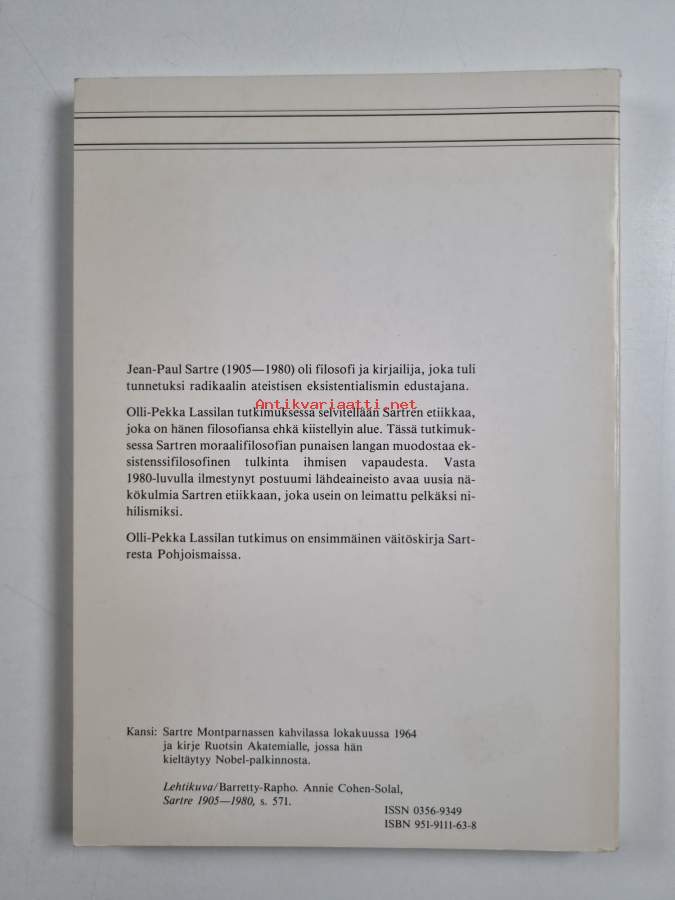 Jean-Paul Sartre (1905—1980) oli filosofi ja kirjailija, joka tuli
tunnetuksi radikaalin ateistisen eksistentialismin edustajana.
Antikvariaatti.net
Olli-Pekka Lassilan tutkimuksessa selvitellään Sartren etiikkaa,
joka on hänen filosofiansa ehkä kiistellyin alue. Tässä tutkimuk-
sessa Sartren moraalifilosofian punaisen langan muodostaa ek-
sistenssifilosofinen tulkinta ihmisen vapaudesta. Vasta
1980-luvulla ilmestynyt postuumi lähdeaineisto avaa uusia nä-
kökulmia Sartren etiikkaan, joka usein on leimattu pelkäksi ni-
hilismiksi.
Olli-Pekka Lassilan tutkimus on ensimmäinen väitöskirja Sart-
resta Pohjoismaissa.
Kansi: Sartre Montparnassen kahvilassa lokakuussa 1964
ja kirje Ruotsin Akatemialle, jossa hän
kieltäytyy Nobel-palkinnosta.
Lehtikuva/Barretty-Rapho. Annie Cohen-Solal,
Sartre 1905—1980, s. 571.
ISSN 0356-9349
ISBN 951-9111-63-8